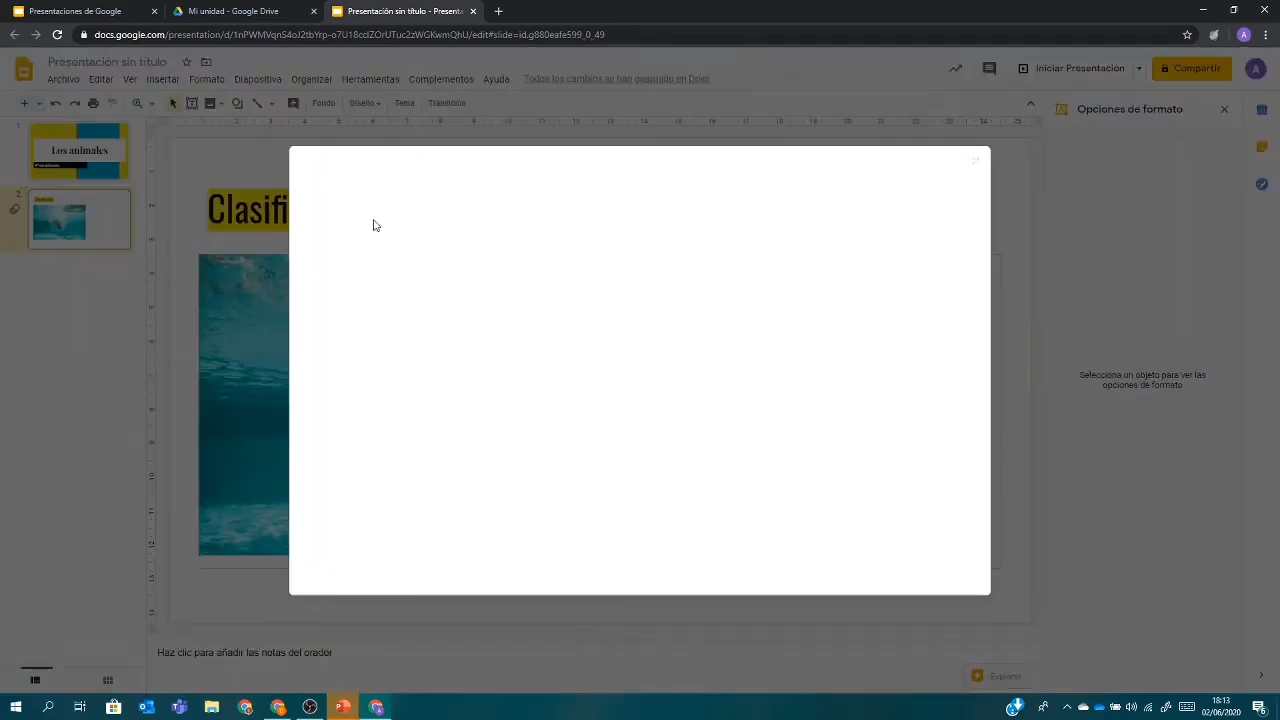 Presentaciones de Google
Mi unidad - Google Drive
Presentación sin título - Presenta
docs.google.com/presentation/d/1nPWMVqnS4oJ2tbYrp-o7U18cdZOrUTuc2zWGKwmQhU/edit#slide=id.g880eafe599_0_49
A
Presentación sin título
Archivo Editar Ver Insertar Formato Diapositiva Organizar Herramientas Complementos Ayuda Todos los cambios se han guardado en Drive
Iniciar Presentación
Compartir
A
Fondo Diseño Tema Transición
Opciones de formato
1
Los animales
2
Clasifi
Selecciona un objeto para ver las
opciones de formato
Haz clic para añadir las notas del orador
Explorar
18:13
02/06/2020